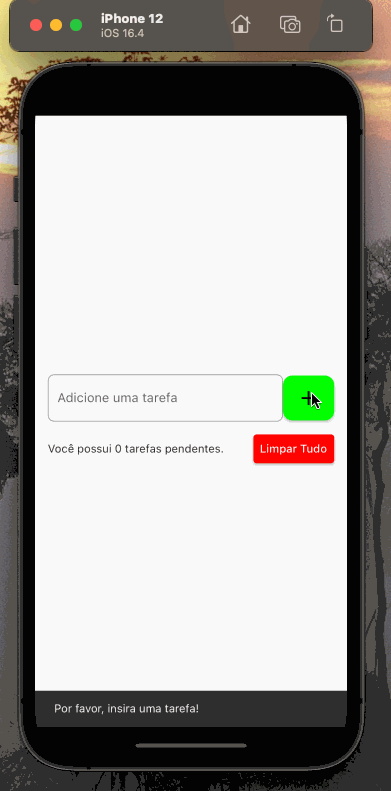 iPhone 12
iOS 16.4
Adicione uma tarefa
Você possui 0 tarefas pendentes.
Limpar Tudo
Por favor, insira uma tarefa!